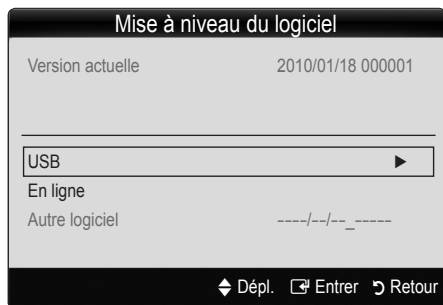 Mise à niveau du logiciel
Version actuelle 2010/01/18 000001
USB ►
En ligne
Autre logiciel ----/--/--_-----
Dépl. Entrer Retour